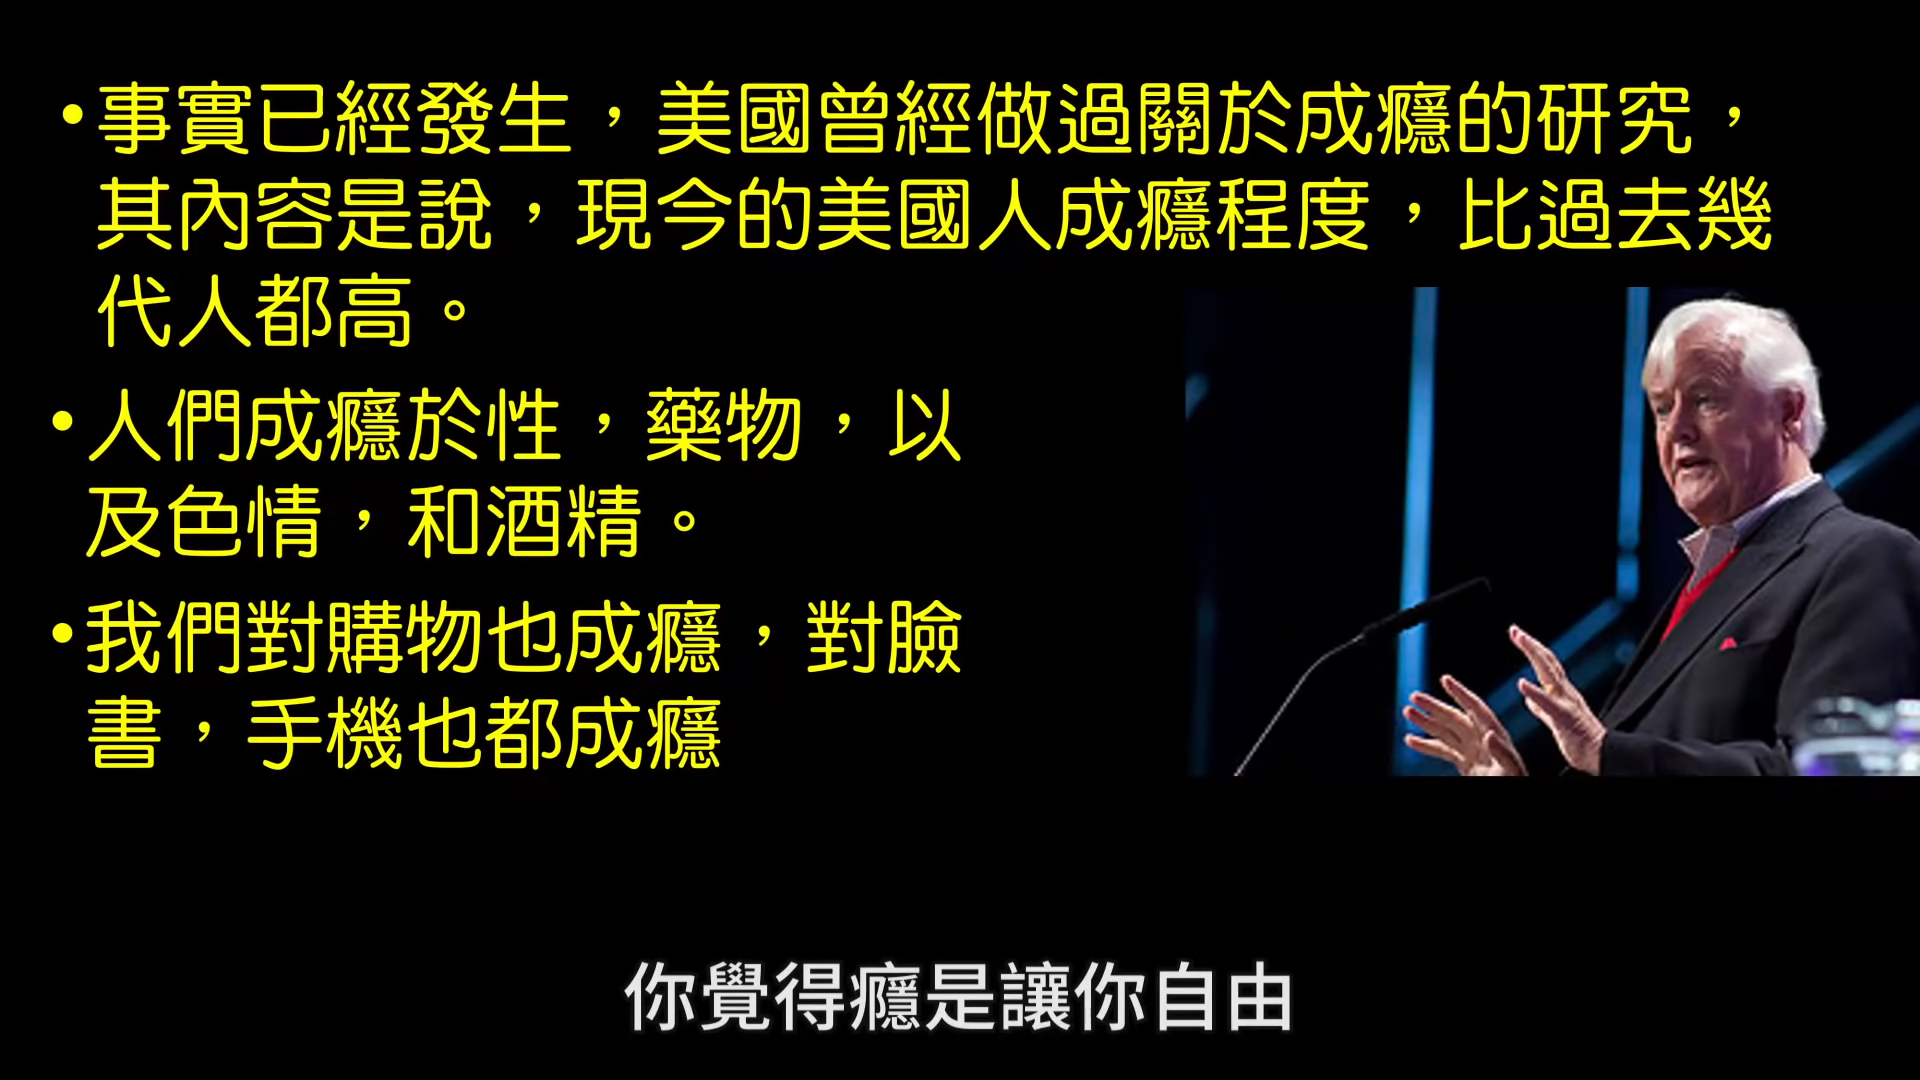 •事實已經發生，美國曾經做過關於成癮的研究，
其內容是說，現今的美國人成癮程度，比過去幾
代人都高。
•人們成癮於性，藥物，以
及色情，和酒精。
•我們對購物也成癮，對臉
書，手機也都成癮
你覺得癮是讓你自由